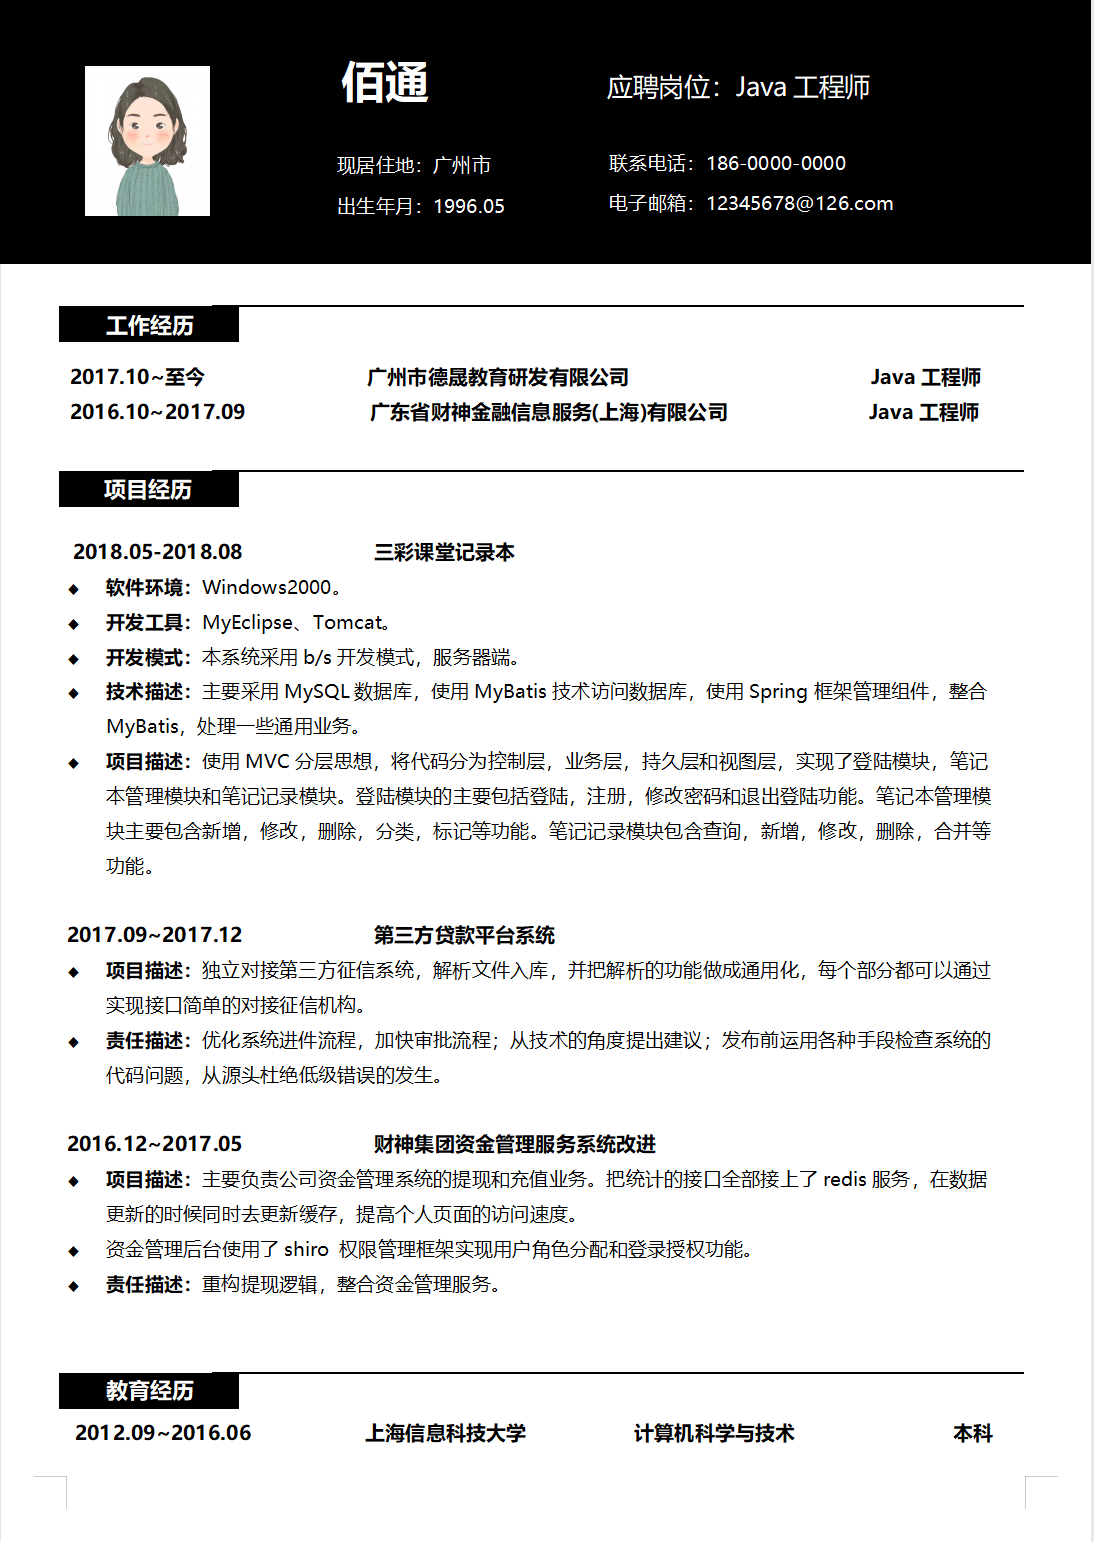 佰通
应聘岗位：Java 工程师
现居住地：广州市
联系电话：186-0000-0000
出生年月：1996.05
电子邮箱：12345678@126.com
工作经历
2017.10~至今 广州市德晟教育研发有限公司 Java 工程师
2016.10~2017.09 广东省财神金融信息服务(上海)有限公司 Java 工程师
项目经历
2018.05-2018.08 三彩课堂记录本
◆ 软件环境：Windows2000。
◆ 开发工具：MyEclipse、Tomcat。
◆ 开发模式：本系统采用 b/s 开发模式，服务器端。
◆ 技术描述：主要采用 MySQL 数据库，使用 MyBatis 技术访问数据库，使用 Spring 框架管理组件，整合
MyBatis，处理一些通用业务。
◆ 项目描述：使用 MVC 分层思想，将代码分为控制层，业务层，持久层和视图层，实现了登陆模块，笔记
本管理模块和笔记记录模块。登陆模块的主要包括登陆，注册，修改密码和退出登陆功能。笔记本管理模
块主要包含新增，修改，删除，分类，标记等功能。笔记记录模块包含查询，新增，修改，删除，合并等
功能。
2017.09~2017.12 第三方贷款平台系统
◆ 项目描述：独立对接第三方征信系统，解析文件入库，并把解析的功能做成通用化，每个部分都可以通过
实现接口简单的对接征信机构。
◆ 责任描述：优化系统进件流程，加快审批流程；从技术的角度提出建议；发布前运用各种手段检查系统的
代码问题，从源头杜绝低级错误的发生。
2016.12~2017.05 财神集团资金管理服务系统改进
◆ 项目描述：主要负责公司资金管理系统的提现和充值业务。把统计的接口全部接上了 redis 服务，在数据
更新的时候同时去更新缓存，提高个人页面的访问速度。
◆ 资金管理后台使用了 shiro 权限管理框架实现用户角色分配和登录授权功能。
◆ 责任描述：重构提现逻辑，整合资金管理服务。
教育经历
2012.09~2016.06 上海信息科技大学 计算机科学与技术 本科